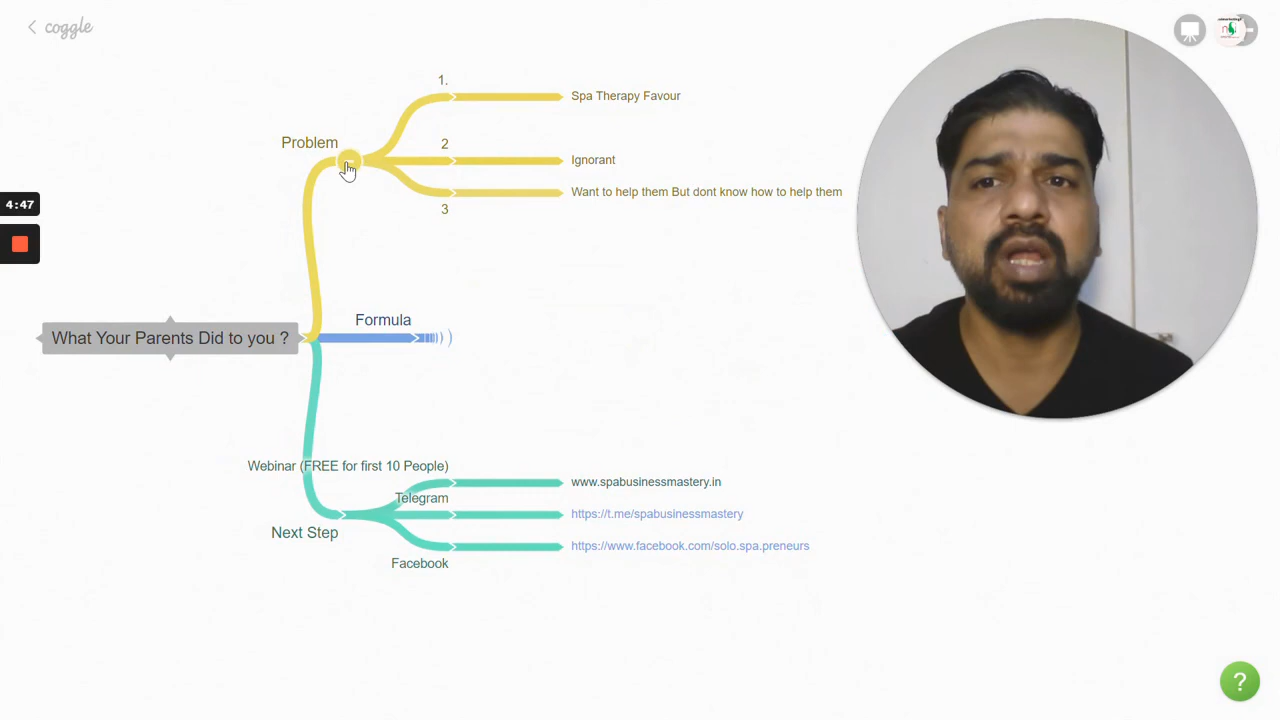 coggle
1.
Spa Therapy Favour
Problem
2
Ignorant
Want to help them But dont know how to help them
3
4:47
Formula
What Your Parents Did to you ?
Webinar (FREE for first 10 People)
www.spabusinessmastery.in
Telegram
https://t.me/spabusinessmastery
Next Step
https://www.facebook.com/solo.spa.preneurs
Facebook
?